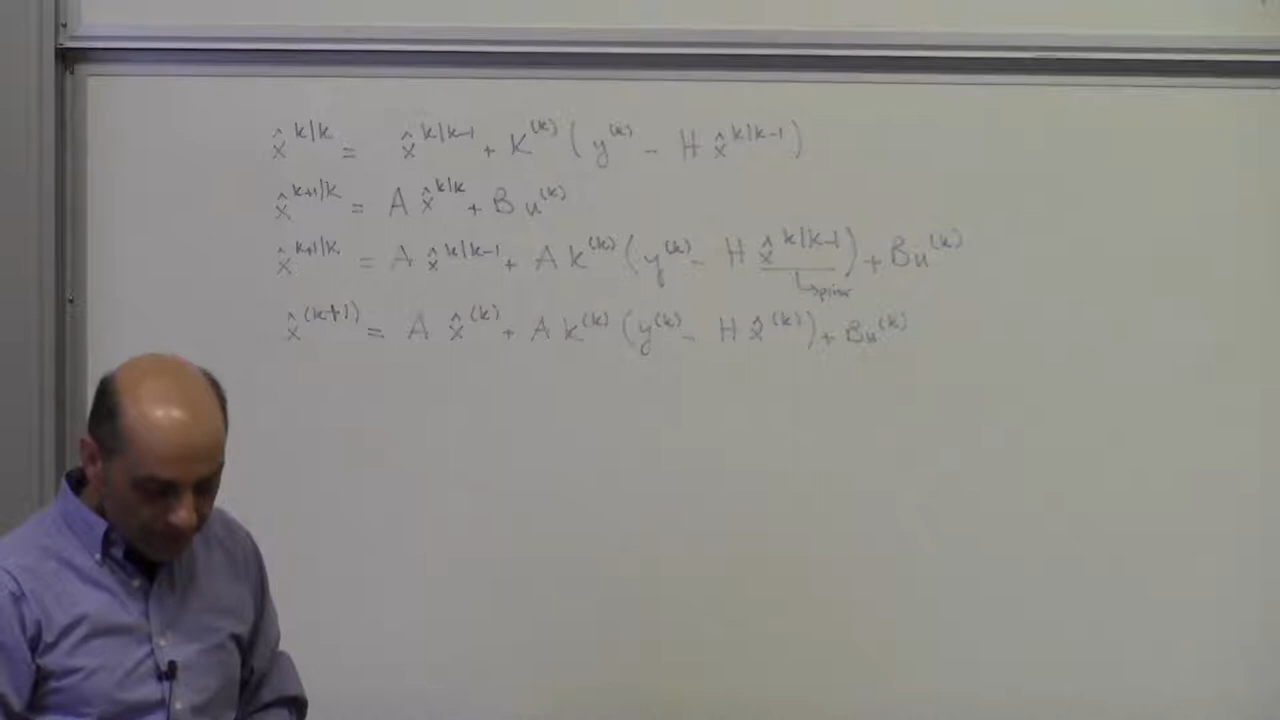 x̂^{k|k} = x̂^{k|k-1} + K^{(k)} ( y^{(k)} - H x̂^{k|k-1} )
x̂^{k+1|k} = A x̂^{k|k} + B u^{(k)}
x̂^{k+1|k} = A x̂^{k|k-1} + A K^{(k)} ( y^{(k)} - H x̂^{k|k-1} ) + B u^{(k)}
↳ prior
x̂^{(k+1)} = A x̂^{(k)} + A K^{(k)} ( y^{(k)} - H x̂^{(k)} ) + B u^{(k)}